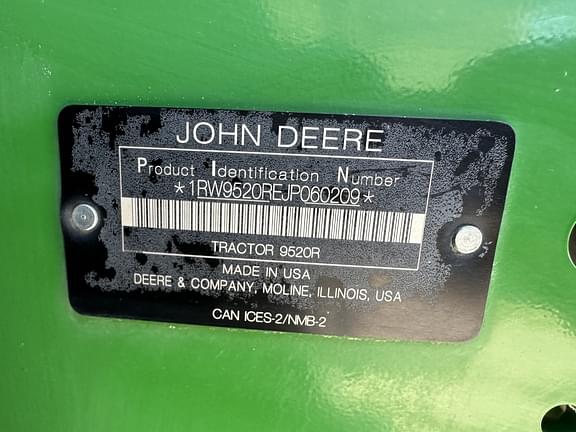 JOHN DEERE
Product Identification Number
*1RW9520REJP060209*
TRACTOR 9520R
MADE IN USA
DEERE & COMPANY, MOLINE, ILLINOIS, USA
CAN ICES-2/NMB-2